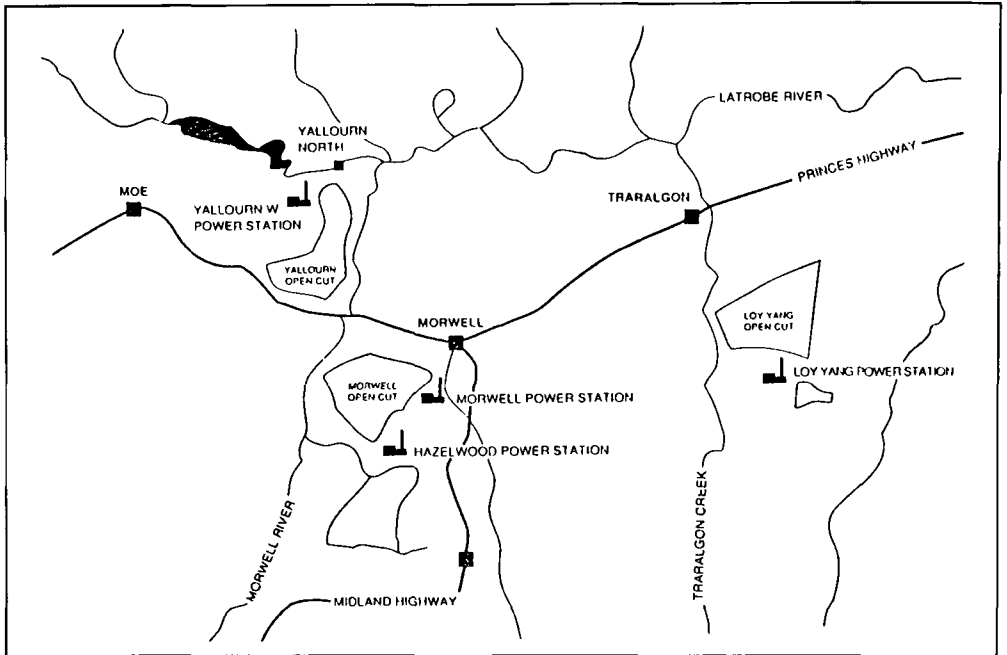 LATROBE RIVER
YALLOURN
NORTH
PRINCES HIGHWAY
MOE
TRARALGON
YALLOURN W
POWER STATION
YALLOURN
OPEN CUT
LOY YANG
OPEN CUT
MORWELL
LOY YANG POWER STATION
MORWELL
OPEN CUT
MORWELL POWER STATION
HAZELWOOD POWER STATION
MORWELL RIVER
TRARALGON CREEK
MIDLAND HIGHWAY